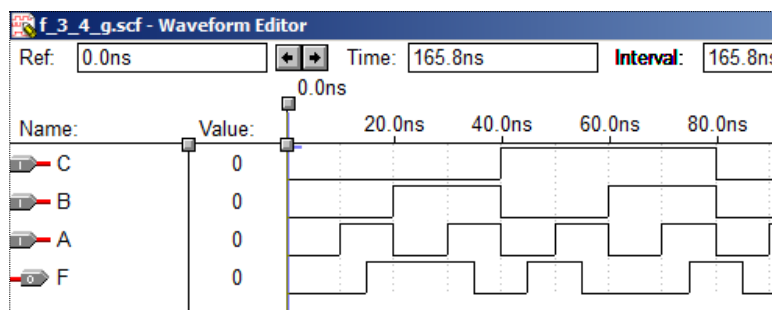 f_3_4_g.scf - Waveform Editor
Ref: 0.0ns Time: 165.8ns Interval: 165.8ns
0.0ns
Name: Value: 20.0ns 40.0ns 60.0ns 80.0ns
C 0
B 0
A 0
F 0